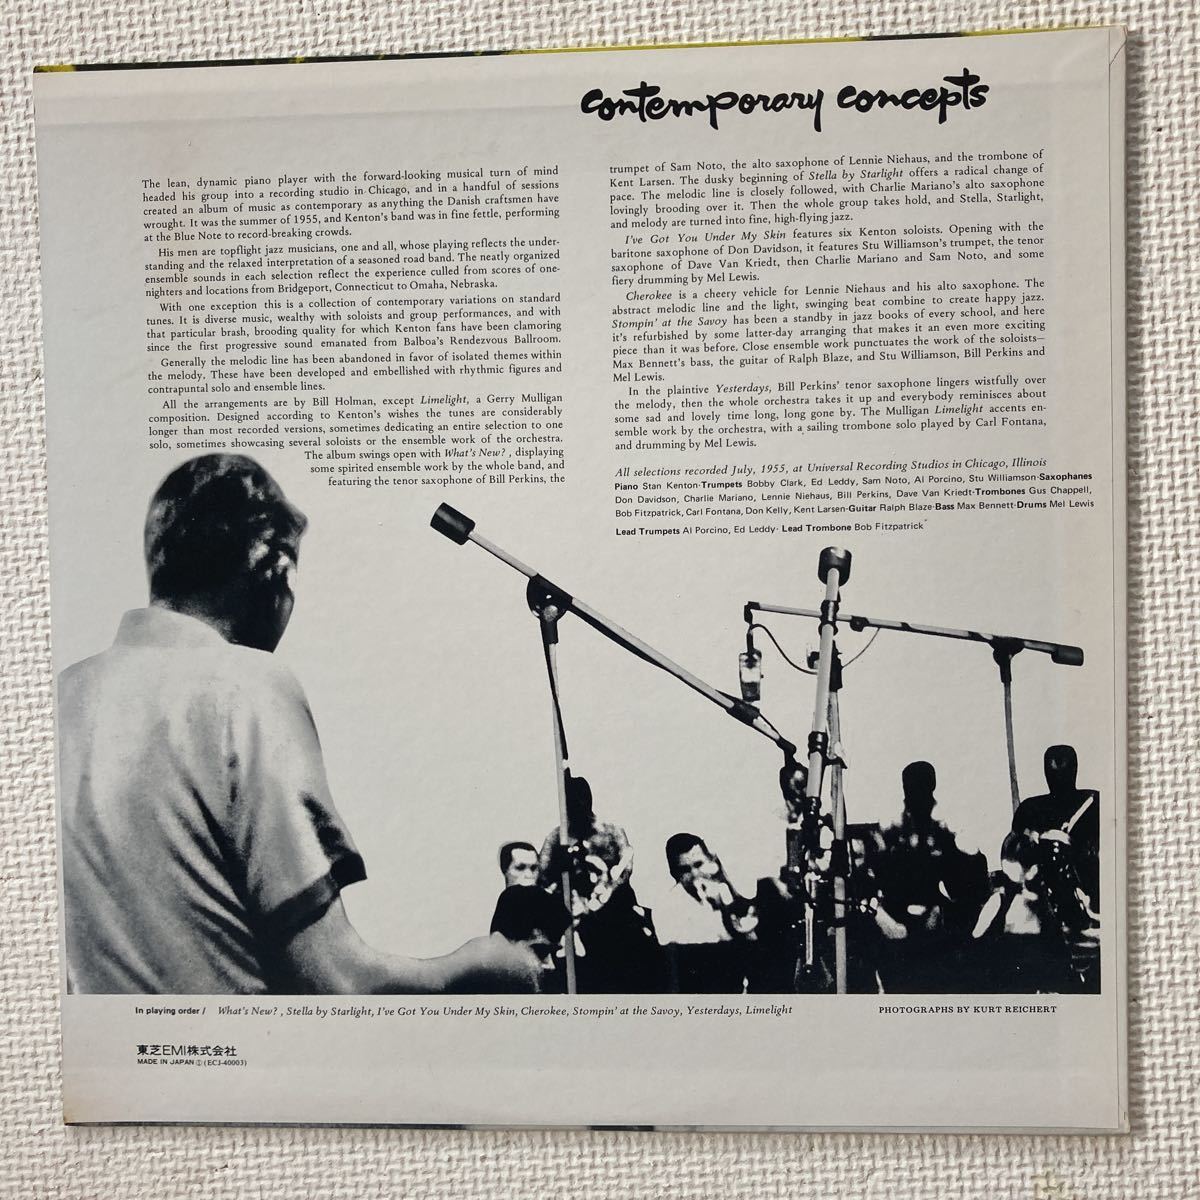 contemporary concepts
The lean, dynamic piano player with the forward-looking musical turn of mind
headed his group into a recording studio in Chicago, and in a handful of sessions
created an album of music as contemporary as anything the Danish craftsmen have
wrought. It was the summer of 1955, and Kenton's band was in fine fettle, performing
at the Blue Note to record-breaking crowds.
His men are topflight jazz musicians, one and all, whose playing reflects the under-
standing and the relaxed interpretation of a seasoned road band. The neatly organized
ensemble sounds in each selection reflect the experience culled from scores of one-
nighters and locations from Bridgeport, Connecticut to Omaha, Nebraska.
With one exception this is a collection of contemporary variations on standard
tunes. It is diverse music, wealthy with soloists and group performances, and with
that particular brash, brooding quality for which Kenton fans have been clamoring
since the first progressive sound emanated from Balboa's Rendezvous Ballroom.
Generally the melodic line has been abandoned in favor of isolated themes within
the melody. These have been developed and embellished with rhythmic figures and
contrapuntal solo and ensemble lines.
All the arrangements are by Bill Holman, except Limelight, a Gerry Mulligan
composition. Designed according to Kenton's wishes the tunes are considerably
longer than most recorded versions, sometimes dedicating an entire selection to one
solo, sometimes showcasing several soloists or the ensemble work of the orchestra.
The album swings open with What's New? , displaying
some spirited ensemble work by the whole band, and
featuring the tenor saxophone of Bill Perkins, the
trumpet of Sam Noto, the alto saxophone of Lennie Niehaus, and the trombone of
Kent Larsen. The dusky beginning of Stella by Starlight offers a radical change of
pace. The melodic line is closely followed, with Charlie Mariano's alto saxophone
lovingly brooding over it. Then the whole group takes hold, and Stella, Starlight,
and melody are turned into fine, high-flying jazz.
I've Got You Under My Skin features six Kenton soloists. Opening with the
baritone saxophone of Don Davidson, it features Stu Williamson's trumpet, the tenor
saxophone of Dave Van Kriedt, then Charlie Mariano and Sam Noto, and some
fiery drumming by Mel Lewis.
Cherokee is a cheery vehicle for Lennie Niehaus and his alto saxophone. The
abstract melodic line and the light, swinging beat combine to create happy jazz.
Stompin' at the Savoy has been a standby in jazz books of every school, and here
it's refurbished by some latter-day arranging that makes it an even more exciting
piece than it was before. Close ensemble work punctuates the work of the soloists—
Max Bennett's bass, the guitar of Ralph Blaze, and Stu Williamson, Bill Perkins and
Mel Lewis.
In the plaintive Yesterdays, Bill Perkins' tenor saxophone lingers wistfully over
the melody, then the whole orchestra takes it up and everybody reminisces about
some sad and lovely time long, long gone by. The Mulligan Limelight accents en-
semble work by the orchestra, with a sailing trombone solo played by Carl Fontana,
and drumming by Mel Lewis.
All selections recorded July, 1955, at Universal Recording Studios in Chicago, Illinois
Piano Stan Kenton·Trumpets Bobby Clark, Ed Leddy, Sam Noto, Al Porcino, Stu Williamson·Saxophanes
Don Davidson, Charlie Mariano, Lennie Niehaus, Bill Perkins, Dave Van Kriedt·Trombones Gus Chappell,
Bob Fitzpatrick, Carl Fontana, Don Kelly, Kent Larsen·Guitar Ralph Blaze·Bass Max Bennett·Drums Mel Lewis
Lead Trumpets Al Porcino, Ed Leddy· Lead Trombone Bob Fitzpatrick
In playing order / What's New? , Stella by Starlight, I've Got You Under My Skin, Cherokee, Stompin' at the Savoy, Yesterdays, Limelight
PHOTOGRAPHS BY KURT REICHERT
東芝EMI株式会社
MADE IN JAPAN Ⓣ (ECJ-40003)